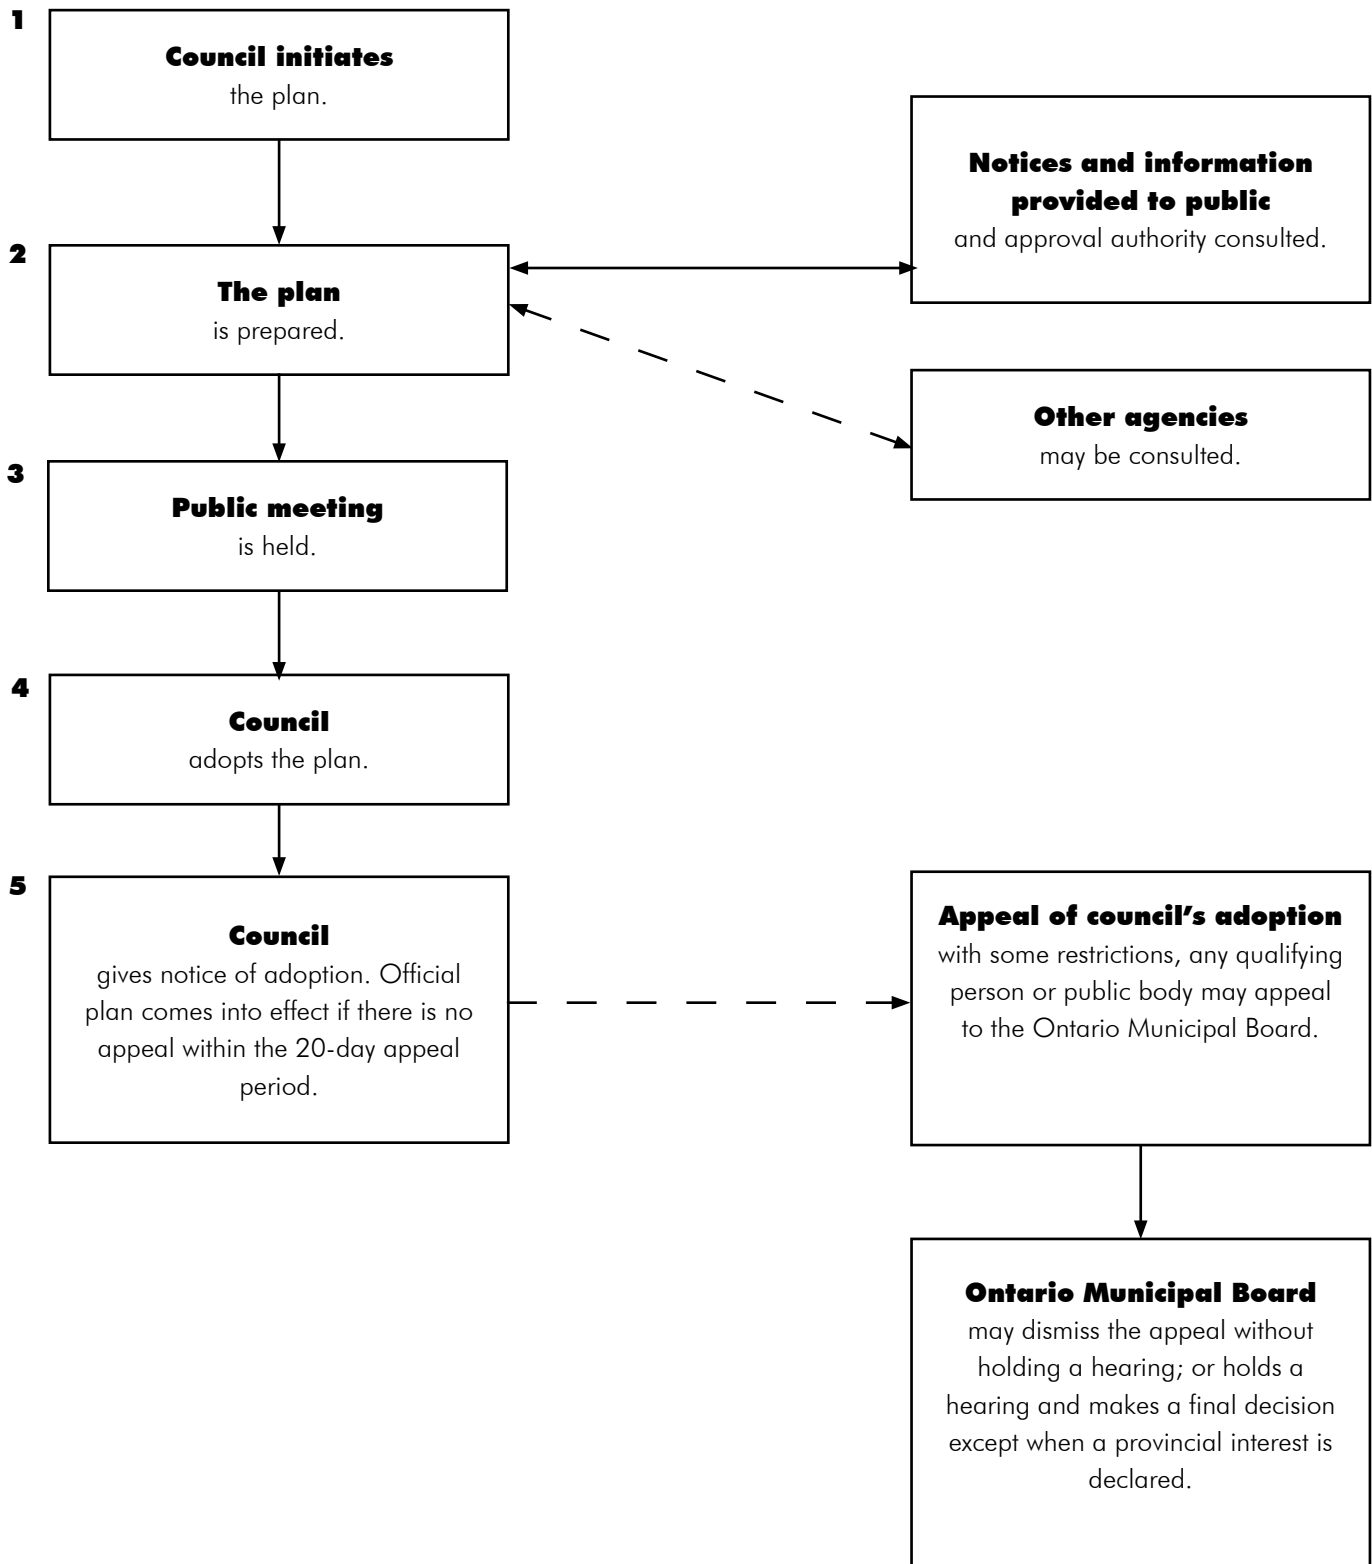 1
Council initiates
the plan.
Notices and information
provided to public
and approval authority consulted.
2
The plan
is prepared.
Other agencies
may be consulted.
3
Public meeting
is held.
4
Council
adopts the plan.
5
Council
gives notice of adoption. Official
plan comes into effect if there is no
appeal within the 20-day appeal
period.
Appeal of council's adoption
with some restrictions, any qualifying
person or public body may appeal
to the Ontario Municipal Board.
Ontario Municipal Board
may dismiss the appeal without
holding a hearing; or holds a
hearing and makes a final decision
except when a provincial interest is
declared.